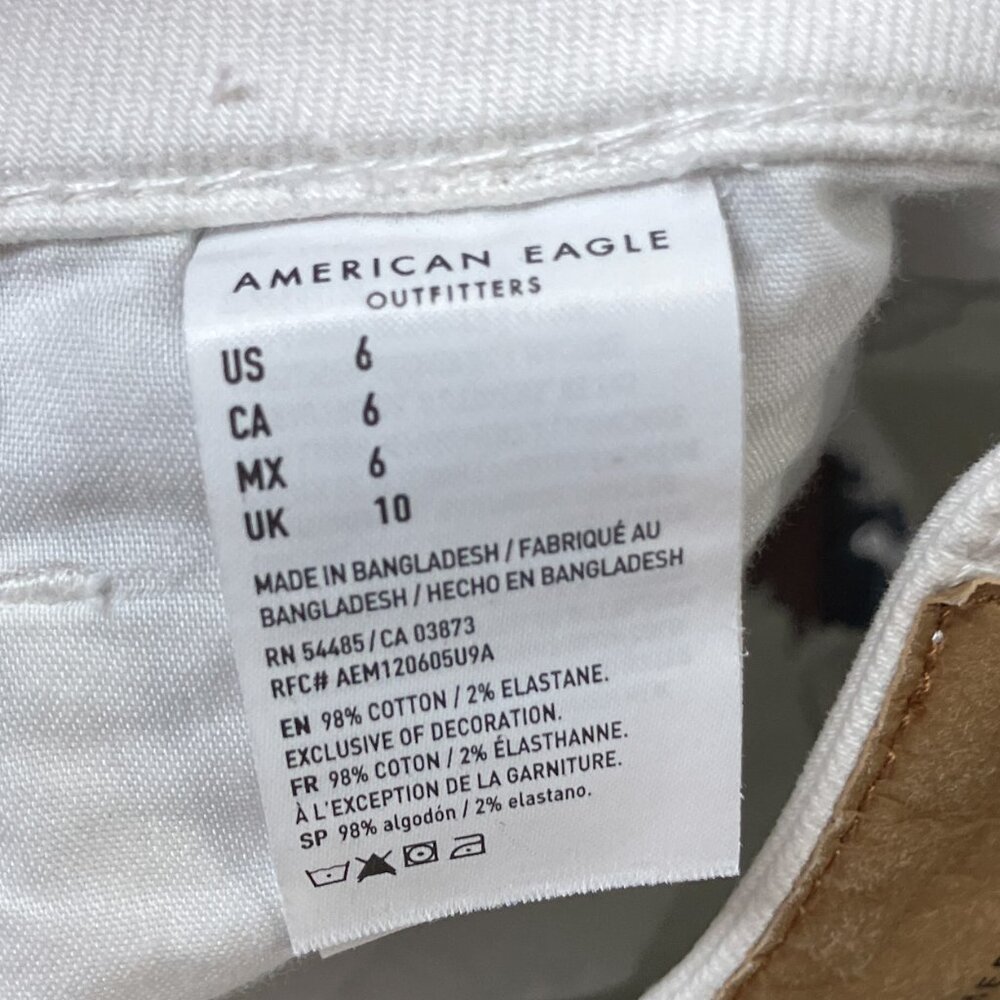 AMERICAN EAGLE
OUTFITTERS
US 6
CA 6
MX 6
UK 10
MADE IN BANGLADESH / FABRIQUÉ AU
BANGLADESH / HECHO EN BANGLADESH
RN 54485 / CA 03873
RFC# AEM120605U9A
EN 98% COTTON / 2% ELASTANE.
EXCLUSIVE OF DECORATION.
FR 98% COTON / 2% ÉLASTHANNE.
À L'EXCEPTION DE LA GARNITURE.
SP 98% algodón / 2% elastano.